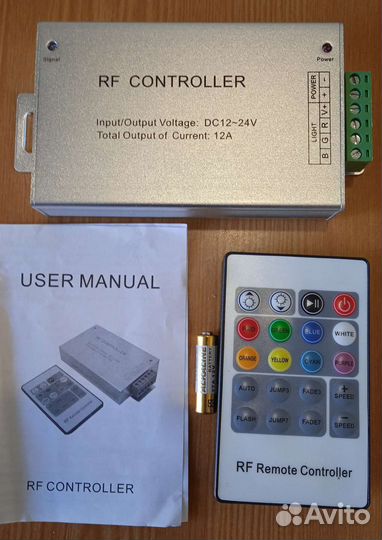 Signal
Power
RF CONTROLLER
Input/Output Voltage: DC12~24V
Total Output of Current: 12A
POWER
LIGHT
- + V+ R G B
USER MANUAL
RF CONTROLLER
ALKALINE
RED GREEN BLUE WHITE
ORANGE YELLOW CYAN PURPLE
AUTO JUMP3 FADE3 + SPEED
FLASH JUMP7 FADE7 − SPEED
RF Remote Controller
Avito